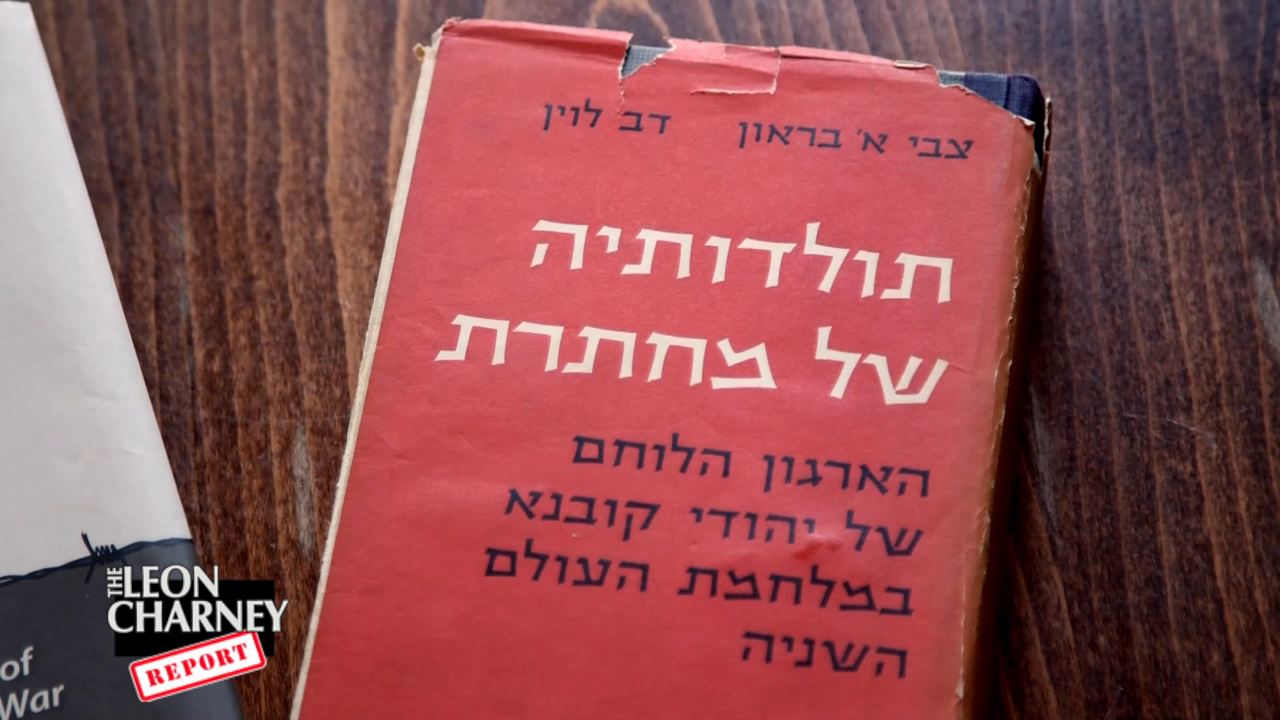 צבי א' בראון    דב לוין
תולדותיה
של מחתרת
הארגון הלוחם
של יהודי קובנא
במלחמת העולם
השניה
of
War
THE LEON
CHARNEY
REPORT